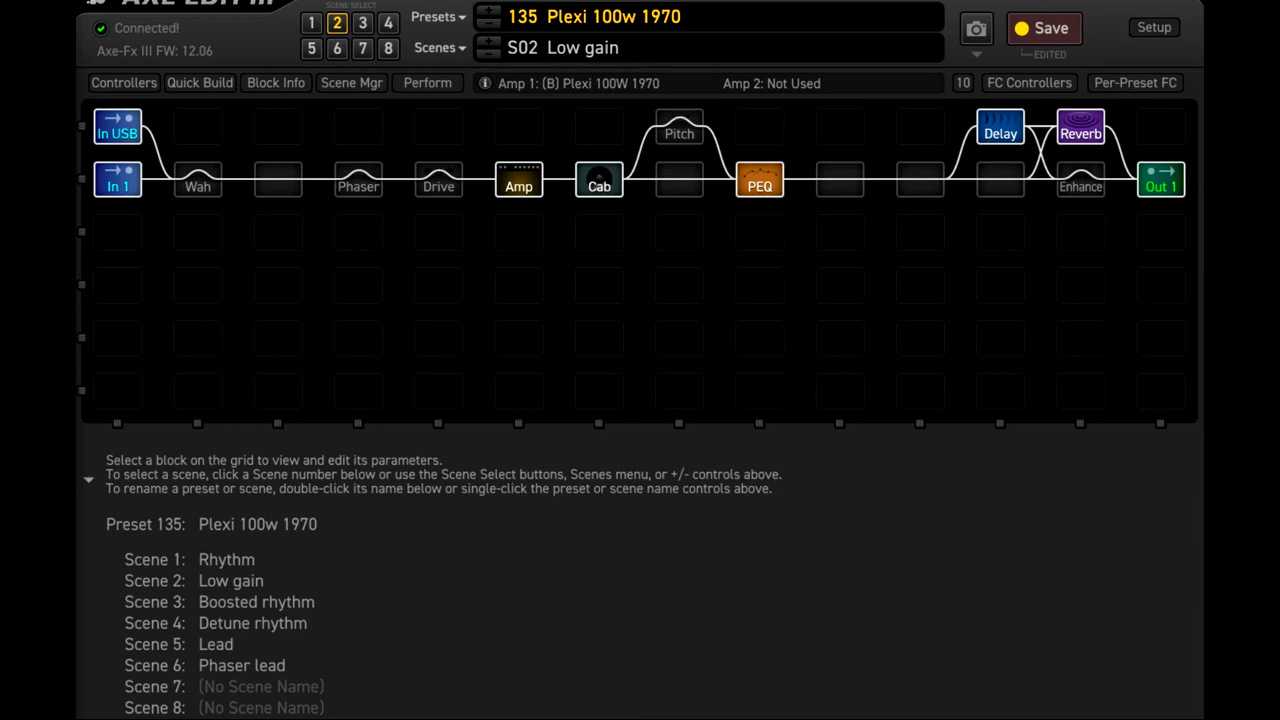 AXE EDIT III
SCENE SELECT
Connected!
Axe-Fx III FW: 12.06
1 2 3 4
5 6 7 8
Presets
135 Plexi 100w 1970
Scenes
S02 Low gain
Save
EDITED
Setup
Controllers
Quick Build
Block Info
Scene Mgr
Perform
Amp 1: (B) Plexi 100W 1970
Amp 2: Not Used
10
FC Controllers
Per-Preset FC
In USB
Pitch
Delay
Reverb
In 1
Wah
Phaser
Drive
Amp
Cab
PEQ
Enhance
Out 1
Select a block on the grid to view and edit its parameters.
To select a scene, click a Scene number below or use the Scene Select buttons, Scenes menu, or +/- controls above.
To rename a preset or scene, double-click its name below or single-click the preset or scene name controls above.
Preset 135: Plexi 100w 1970
Scene 1: Rhythm
Scene 2: Low gain
Scene 3: Boosted rhythm
Scene 4: Detune rhythm
Scene 5: Lead
Scene 6: Phaser lead
Scene 7: (No Scene Name)
Scene 8: (No Scene Name)